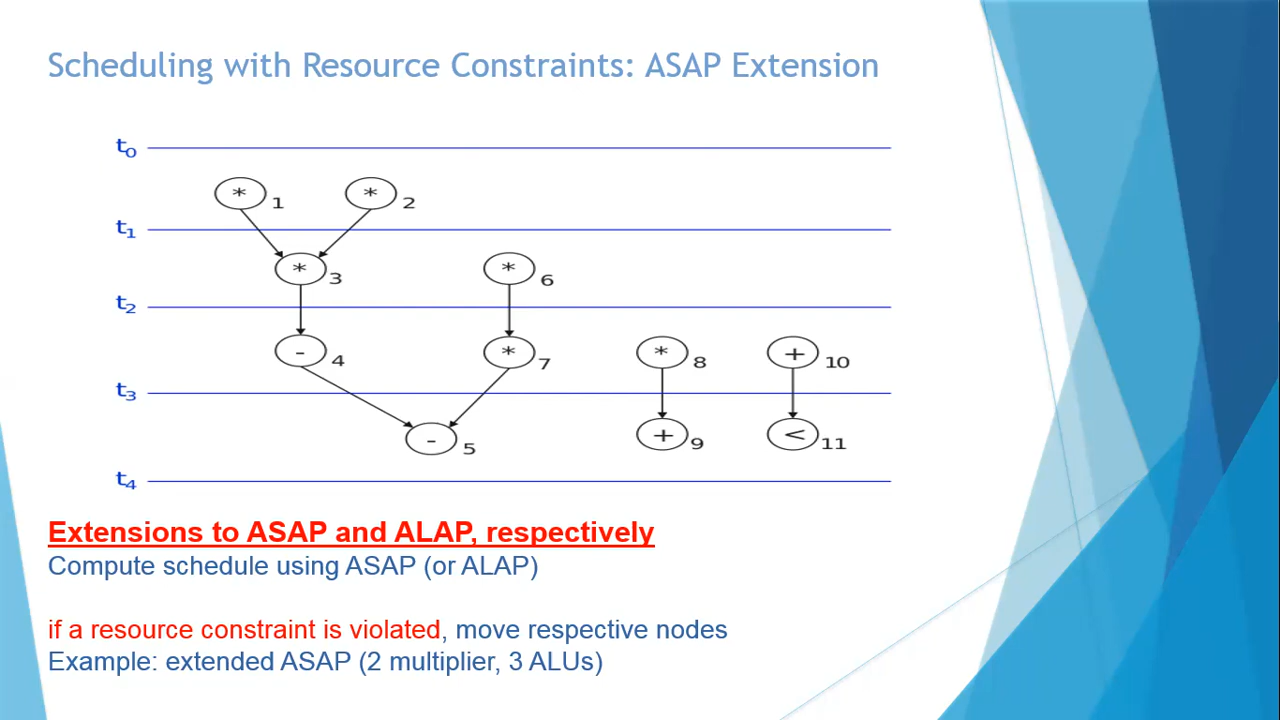 Scheduling with Resource Constraints: ASAP Extension
t0
* 1 * 2
t1
* 3 * 6
t2
- 4 * 7 * 8 + 10
t3
- 5 + 9 < 11
t4
Extensions to ASAP and ALAP, respectively
Compute schedule using ASAP (or ALAP)
if a resource constraint is violated, move respective nodes
Example: extended ASAP (2 multiplier, 3 ALUs)